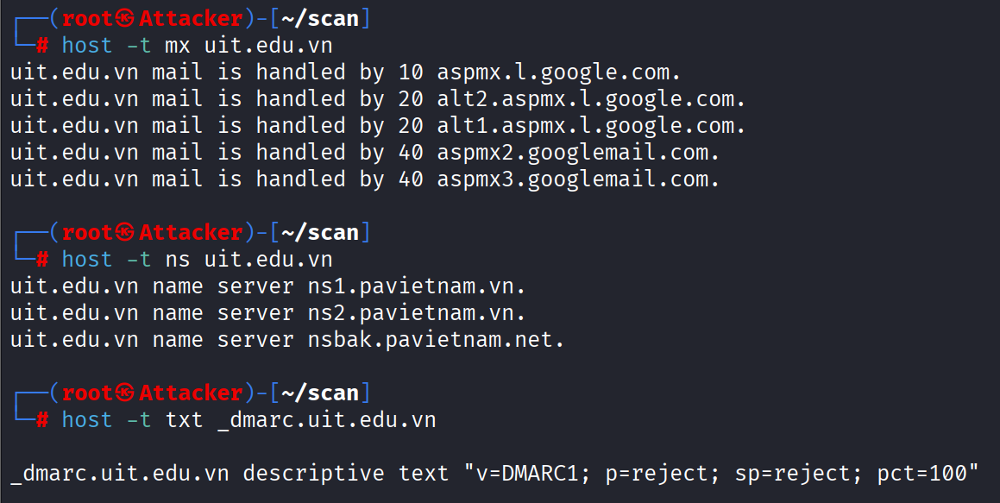 ┌──(root㉿Attacker)-[~/scan]
└─# host -t mx uit.edu.vn
uit.edu.vn mail is handled by 10 aspmx.l.google.com.
uit.edu.vn mail is handled by 20 alt2.aspmx.l.google.com.
uit.edu.vn mail is handled by 20 alt1.aspmx.l.google.com.
uit.edu.vn mail is handled by 40 aspmx2.googlemail.com.
uit.edu.vn mail is handled by 40 aspmx3.googlemail.com.
┌──(root㉿Attacker)-[~/scan]
└─# host -t ns uit.edu.vn
uit.edu.vn name server ns1.pavietnam.vn.
uit.edu.vn name server ns2.pavietnam.vn.
uit.edu.vn name server nsbak.pavietnam.net.
┌──(root㉿Attacker)-[~/scan]
└─# host -t txt _dmarc.uit.edu.vn
_dmarc.uit.edu.vn descriptive text "v=DMARC1; p=reject; sp=reject; pct=100"